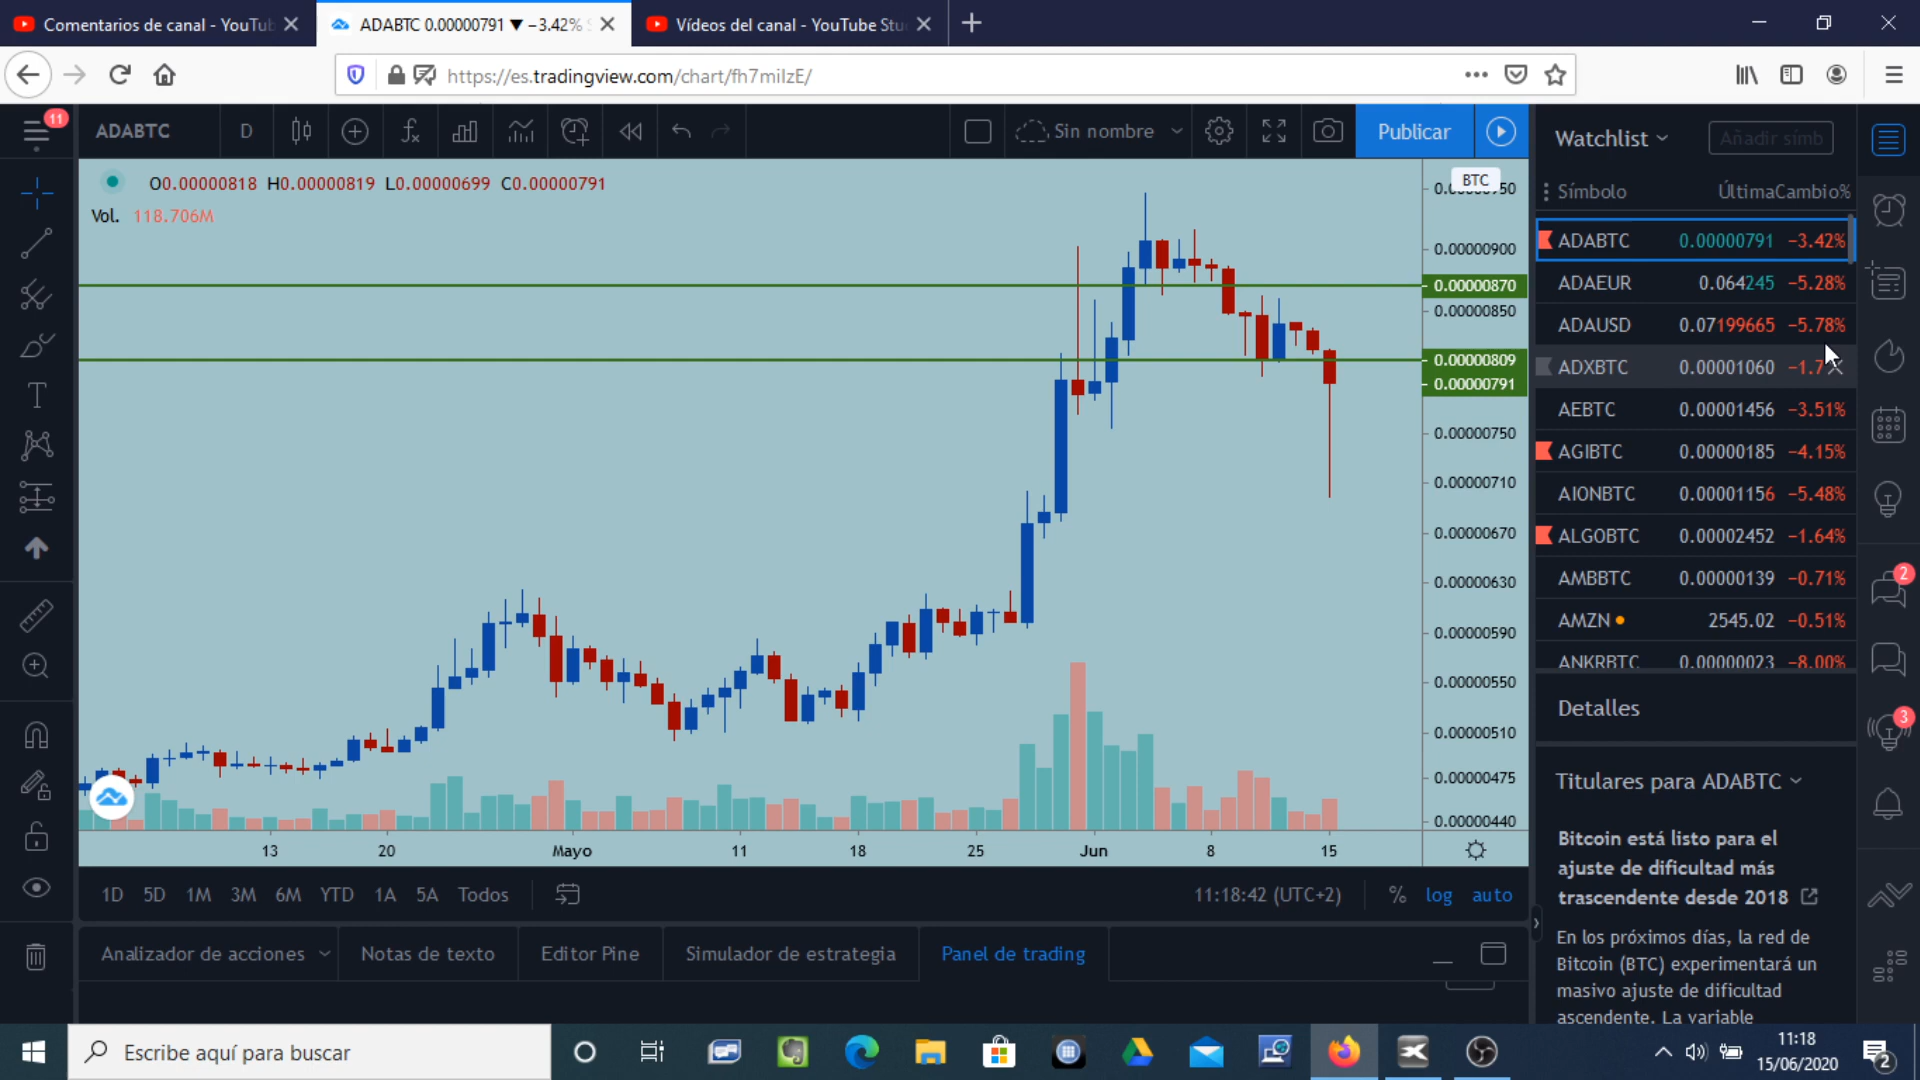 Comentarios de canal - YouTub
ADABTC 0.00000791 ▼ −3.42%
Vídeos del canal - YouTube Stu
https://es.tradingview.com/chart/fh7milzE/
11
ADABTC
D
Sin nombre
Publicar
O0.00000818 H0.00000819 L0.00000699 C0.00000791
Vol. 118.706M
BTC
0.00000900
0.00000870
0.00000850
0.00000809
0.00000791
0.00000750
0.00000710
0.00000670
0.00000630
0.00000590
0.00000550
0.00000510
0.00000475
0.00000440
13 20 Mayo 11 18 25 Jun 8 15
1D 5D 1M 3M 6M YTD 1A 5A Todos
11:18:42 (UTC+2) % log auto
Analizador de acciones
Notas de texto
Editor Pine
Simulador de estrategia
Panel de trading
Watchlist
Añadir símb
Símbolo ÚltimaCambio%
ADABTC 0.00000791 −3.42%
ADAEUR 0.064245 −5.28%
ADAUSD 0.07199665 −5.78%
ADXBTC 0.00001060 −1.7
AEBTC 0.00001456 −3.51%
AGIBTC 0.00000185 −4.15%
AIONBTC 0.00001156 −5.48%
ALGOBTC 0.00002452 −1.64%
AMBBTC 0.00000139 −0.71%
AMZN 2545.02 −0.51%
ANKRBTC 0.00000023 −8.00%
Detalles
Titulares para ADABTC
Bitcoin está listo para el
ajuste de dificultad más
trascendente desde 2018
En los próximos días, la red de
Bitcoin (BTC) experimentará un
masivo ajuste de dificultad
ascendente. La variable
2
3
Escribe aquí para buscar
11:18
15/06/2020
2